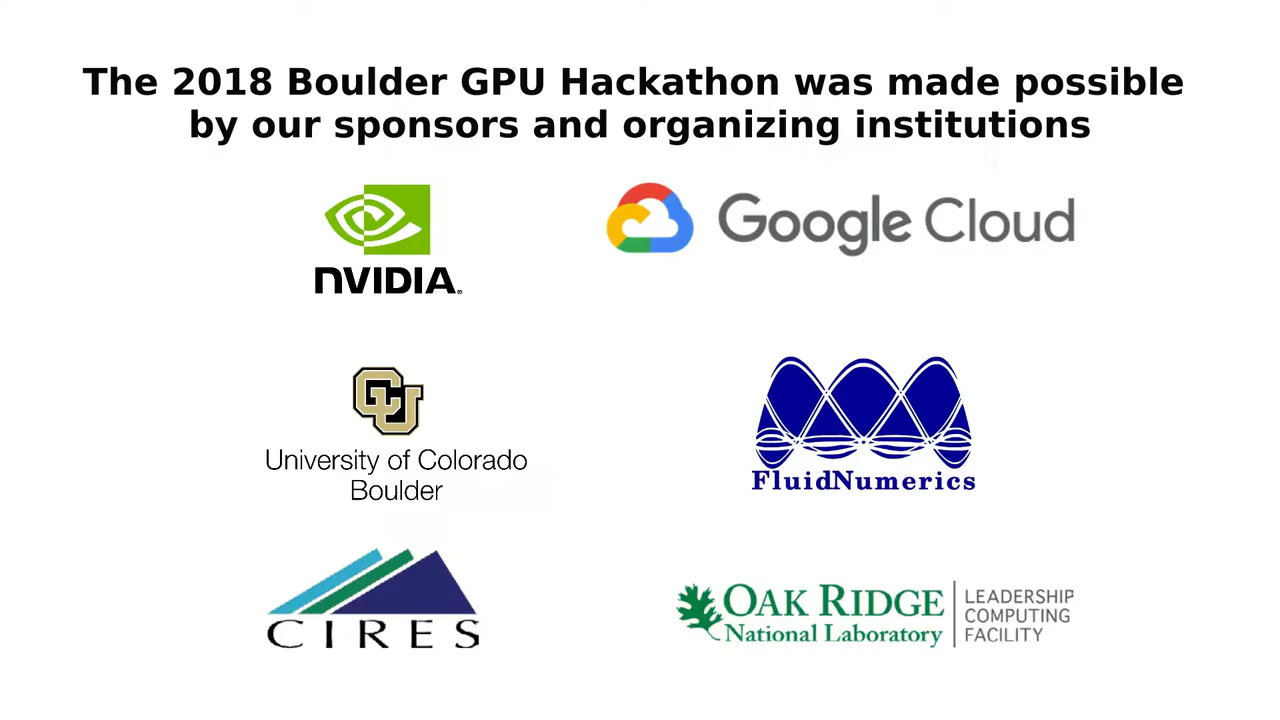 The 2018 Boulder GPU Hackathon was made possible
by our sponsors and organizing institutions
NVIDIA®
Google Cloud
CU
University of Colorado
Boulder
FluidNumerics
CIRES
OAK RIDGE
National Laboratory
LEADERSHIP
COMPUTING
FACILITY